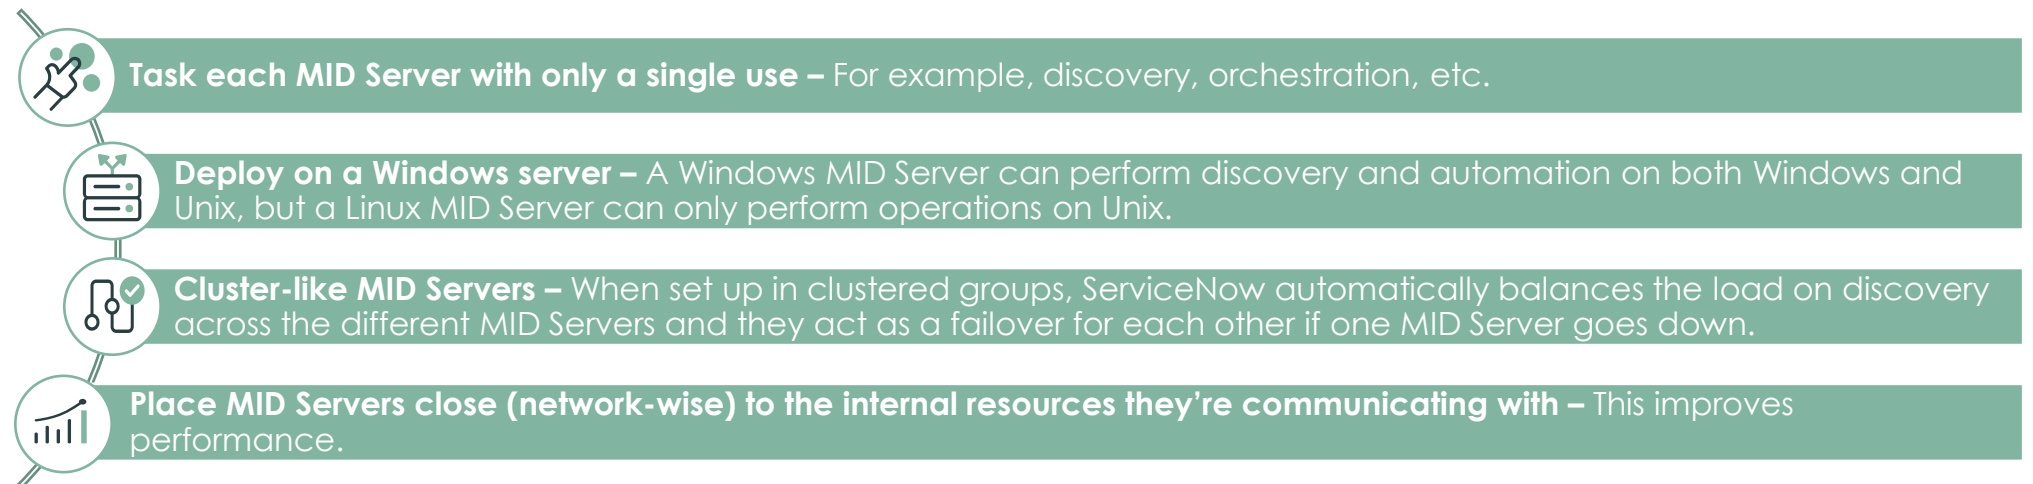 Task each MID Server with only a single use – For example, discovery, orchestration, etc.
Deploy on a Windows server – A Windows MID Server can perform discovery and automation on both Windows and
Unix, but a Linux MID Server can only perform operations on Unix.
Cluster-like MID Servers – When set up in clustered groups, ServiceNow automatically balances the load on discovery
across the different MID Servers and they act as a failover for each other if one MID Server goes down.
Place MID Servers close (network-wise) to the internal resources they’re communicating with – This improves
performance.